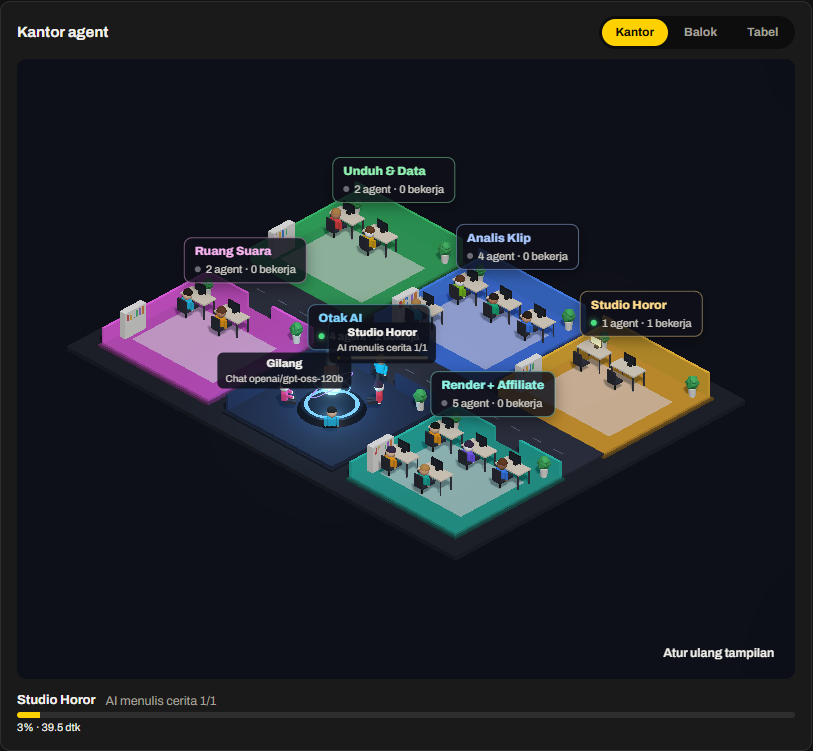 Kantor agent
Kantor
Balok
Tabel
Unduh & Data
2 agent · 0 bekerja
Analis Klip
4 agent · 0 bekerja
Ruang Suara
2 agent · 0 bekerja
Studio Horor
1 agent · 1 bekerja
Otak AI
Studio Horor
AI menulis cerita 1/1
Gilang
Chat openai/gpt-oss-120b
Render + Affiliate
5 agent · 0 bekerja
Atur ulang tampilan
Studio Horor AI menulis cerita 1/1
3% · 39.5 dtk